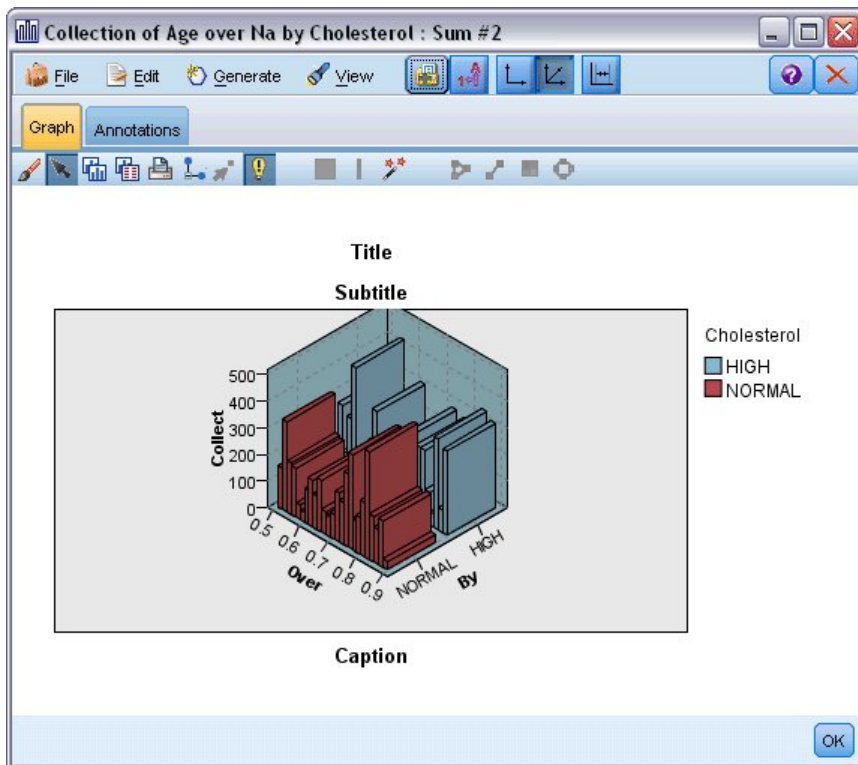 Collection of Age over Na by Cholesterol : Sum #2
File Edit Generate View
Graph Annotations
Title
Subtitle
Cholesterol
HIGH
NORMAL
Collect
500
400
300
200
100
0
0.5 0.6 0.7 0.8 0.9
Over
NORMAL HIGH
By
Caption
OK